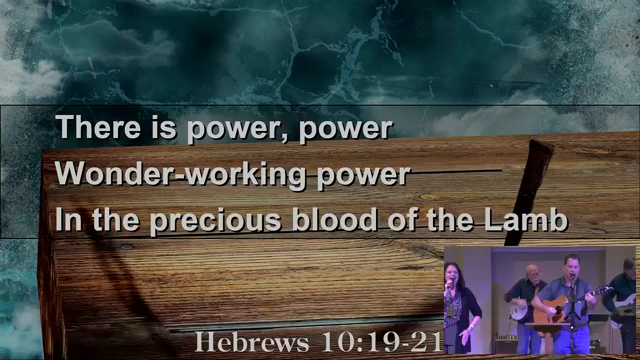 There is power, power
Wonder-working power
In the precious blood of the Lamb
Hebrews 10:19-21